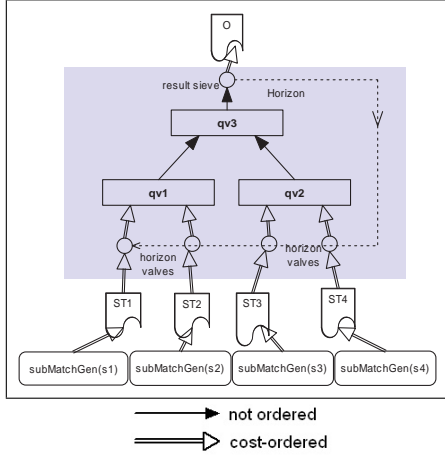 O
result sieve
Horizon
qv3
qv1
qv2
horizon
valves
horizon
valves
ST1
ST2
ST3
ST4
subMatchGen(s1)
subMatchGen(s2)
subMatchGen(s3)
subMatchGen(s4)
not ordered
cost-ordered